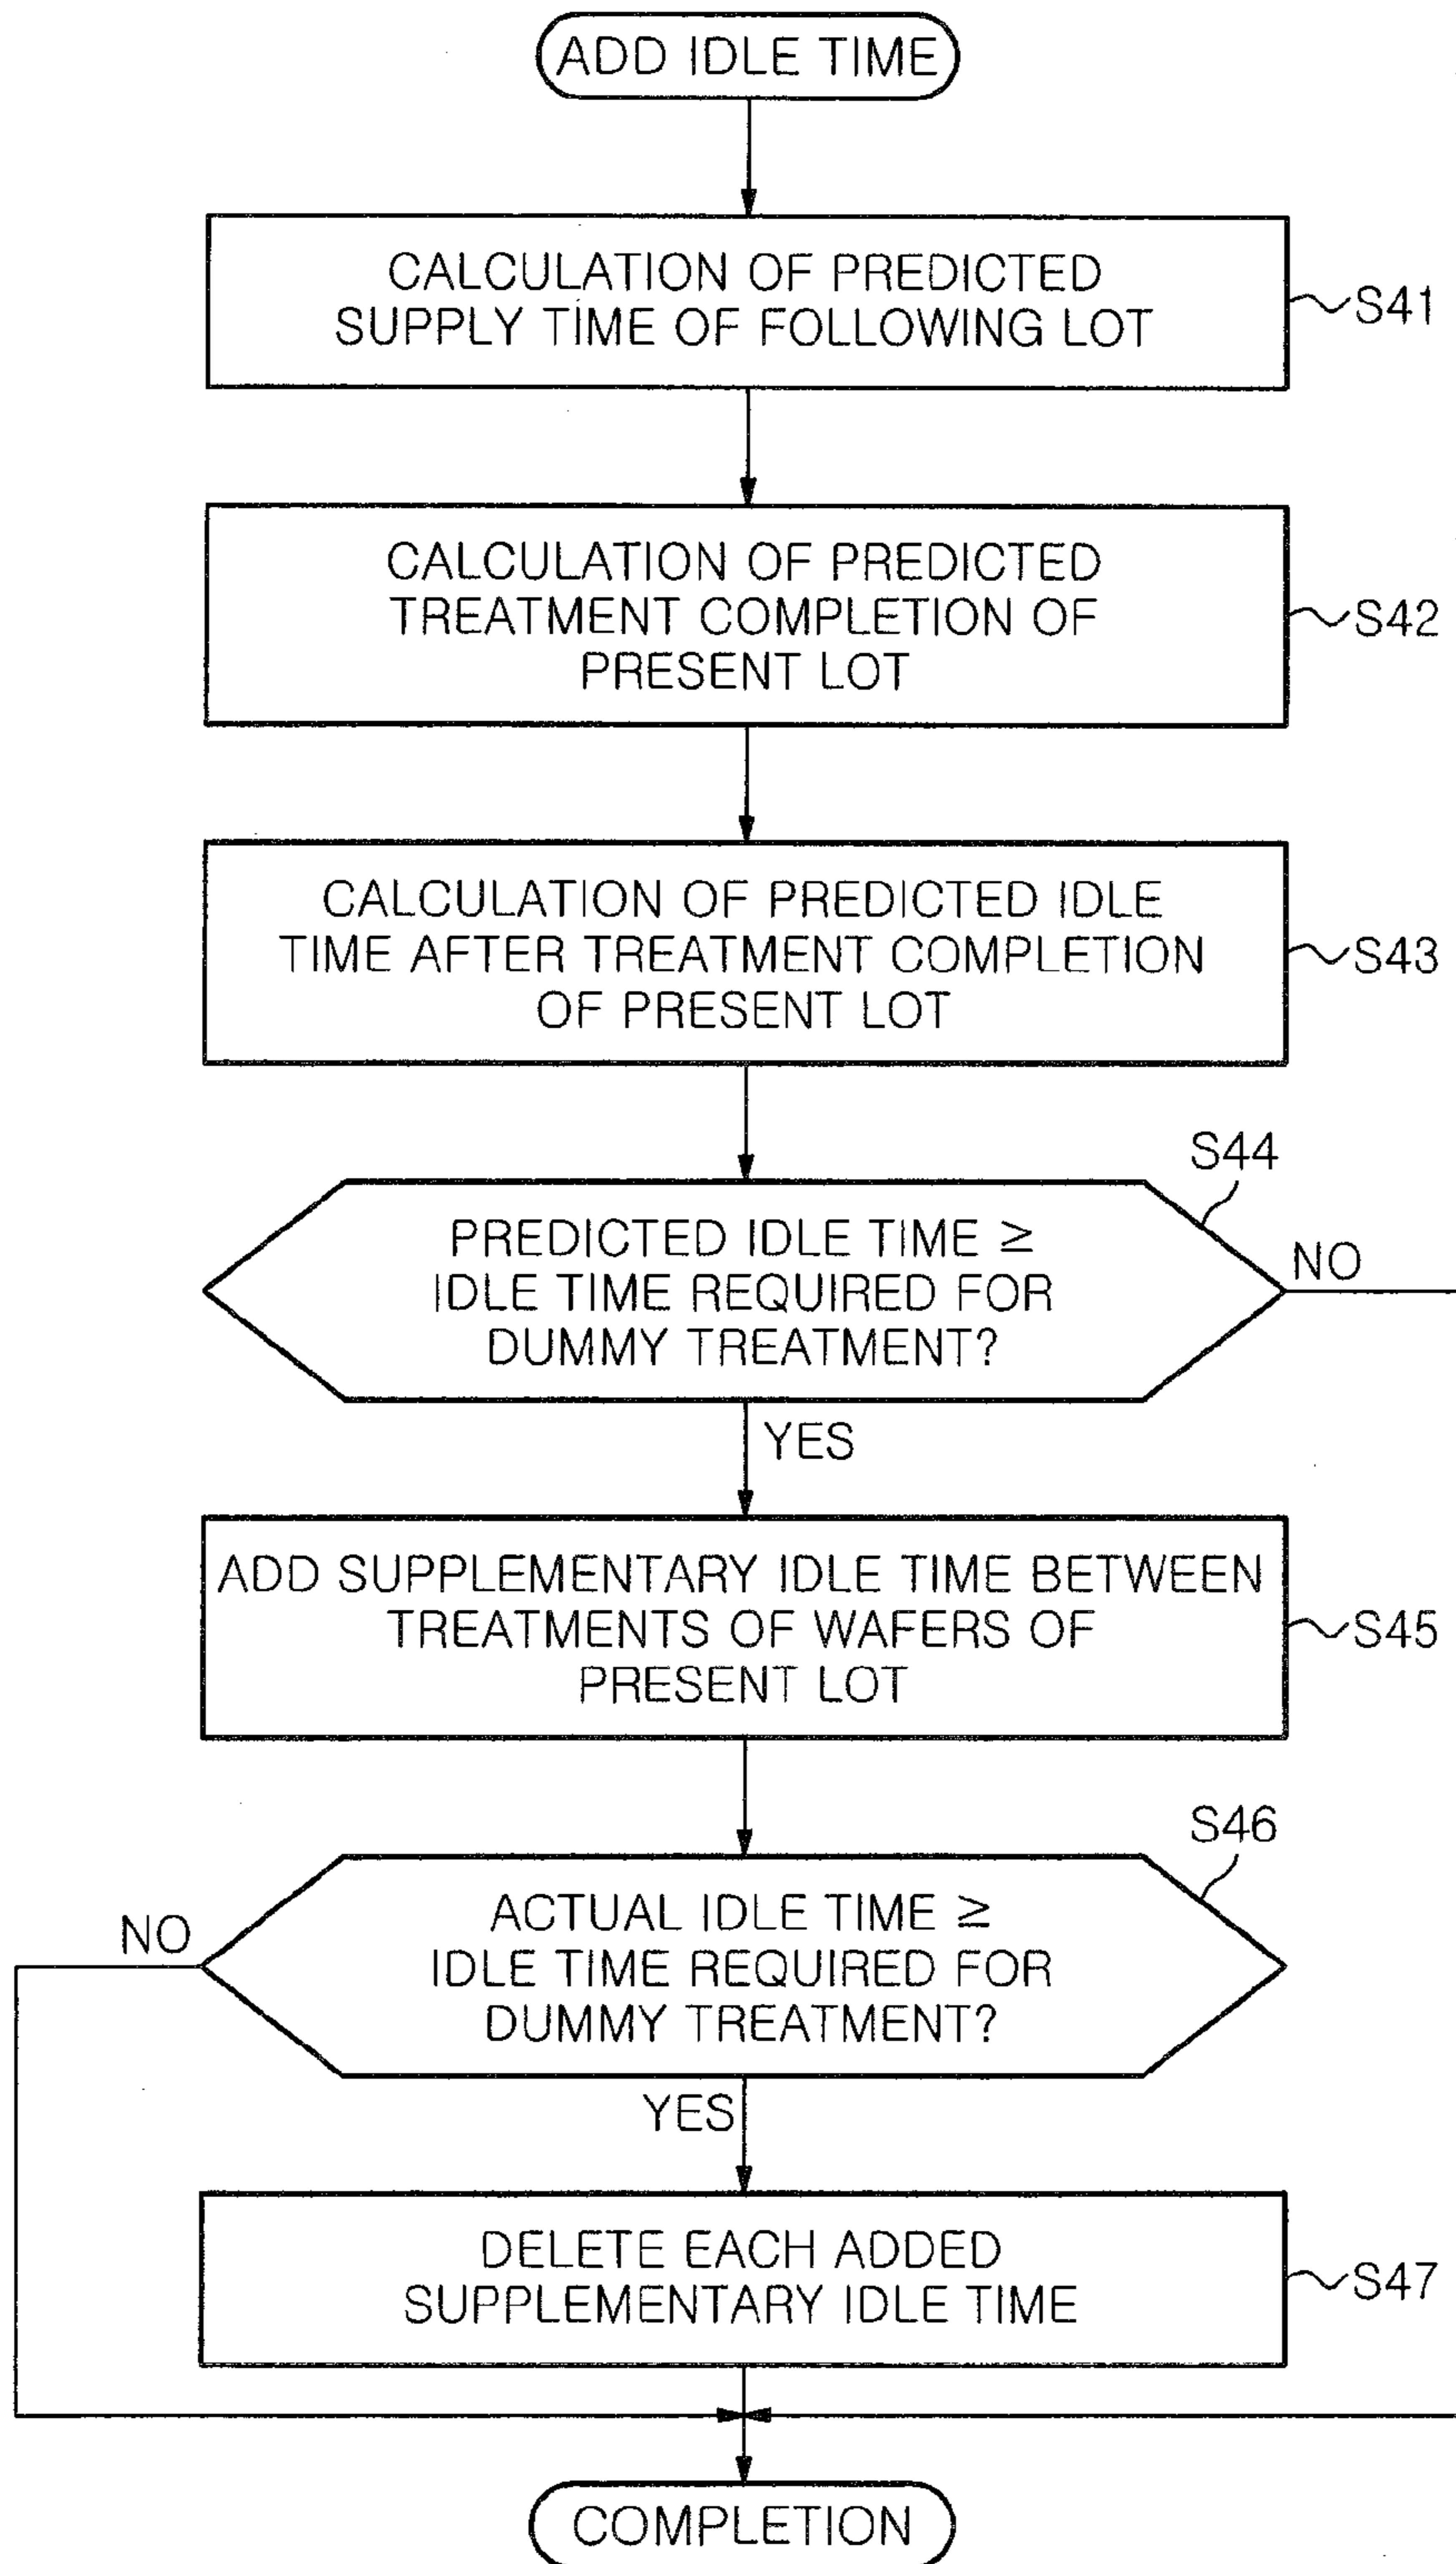 ADD IDLE TIME
CALCULATION OF PREDICTED
SUPPLY TIME OF FOLLOWING LOT
S41
CALCULATION OF PREDICTED
TREATMENT COMPLETION OF
PRESENT LOT
S42
CALCULATION OF PREDICTED IDLE
TIME AFTER TREATMENT COMPLETION
OF PRESENT LOT
S43
S44
PREDICTED IDLE TIME ≥
IDLE TIME REQUIRED FOR
DUMMY TREATMENT?
NO
YES
ADD SUPPLEMENTARY IDLE TIME BETWEEN
TREATMENTS OF WAFERS OF
PRESENT LOT
S45
S46
NO
ACTUAL IDLE TIME ≥
IDLE TIME REQUIRED FOR
DUMMY TREATMENT?
YES
DELETE EACH ADDED
SUPPLEMENTARY IDLE TIME
S47
COMPLETION